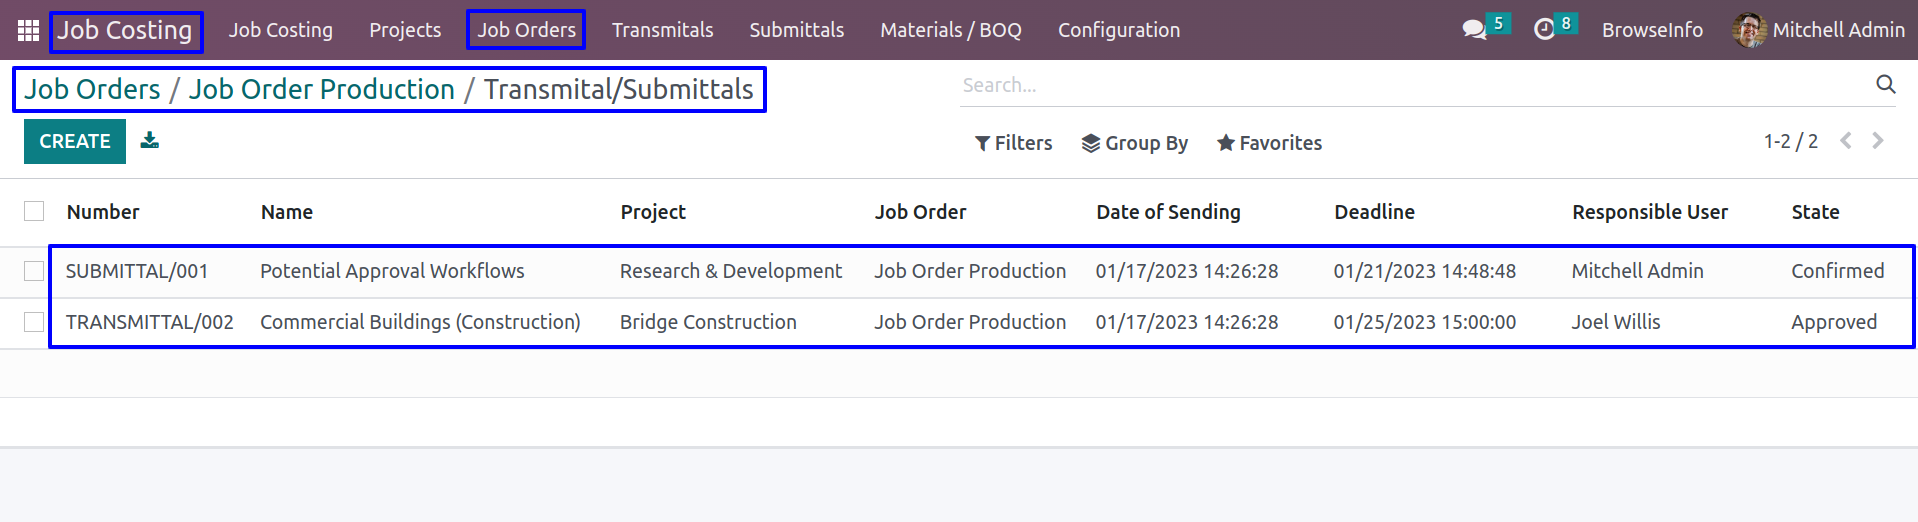 Job Costing Job Costing Projects Job Orders Transmitals Submittals Materials / BOQ Configuration 5 8 BrowseInfo Mitchell Admin
Job Orders / Job Order Production / Transmital/Submittals Search...
CREATE Filters Group By Favorites 1-2 / 2
Number Name Project Job Order Date of Sending Deadline Responsible User State
SUBMITTAL/001 Potential Approval Workflows Research & Development Job Order Production 01/17/2023 14:26:28 01/21/2023 14:48:48 Mitchell Admin Confirmed
TRANSMITTAL/002 Commercial Buildings (Construction) Bridge Construction Job Order Production 01/17/2023 14:26:28 01/25/2023 15:00:00 Joel Willis Approved